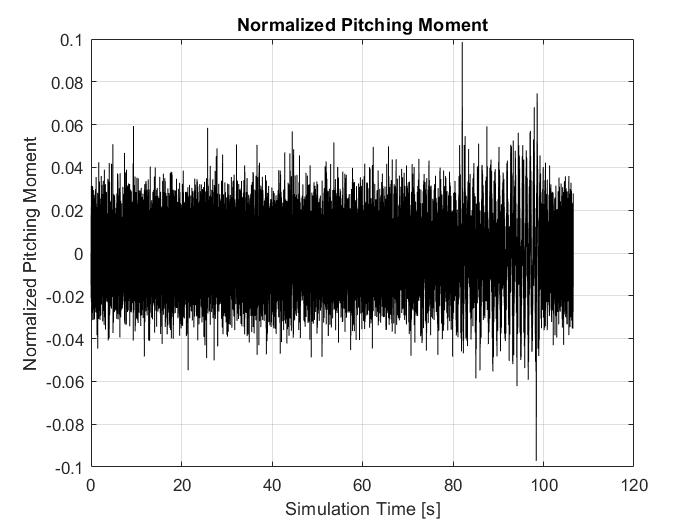 Normalized Pitching Moment
0.1
0.08
0.06
0.04
0.02
0
-0.02
-0.04
-0.06
-0.08
-0.1
Normalized Pitching Moment
0 20 40 60 80 100 120
Simulation Time [s]